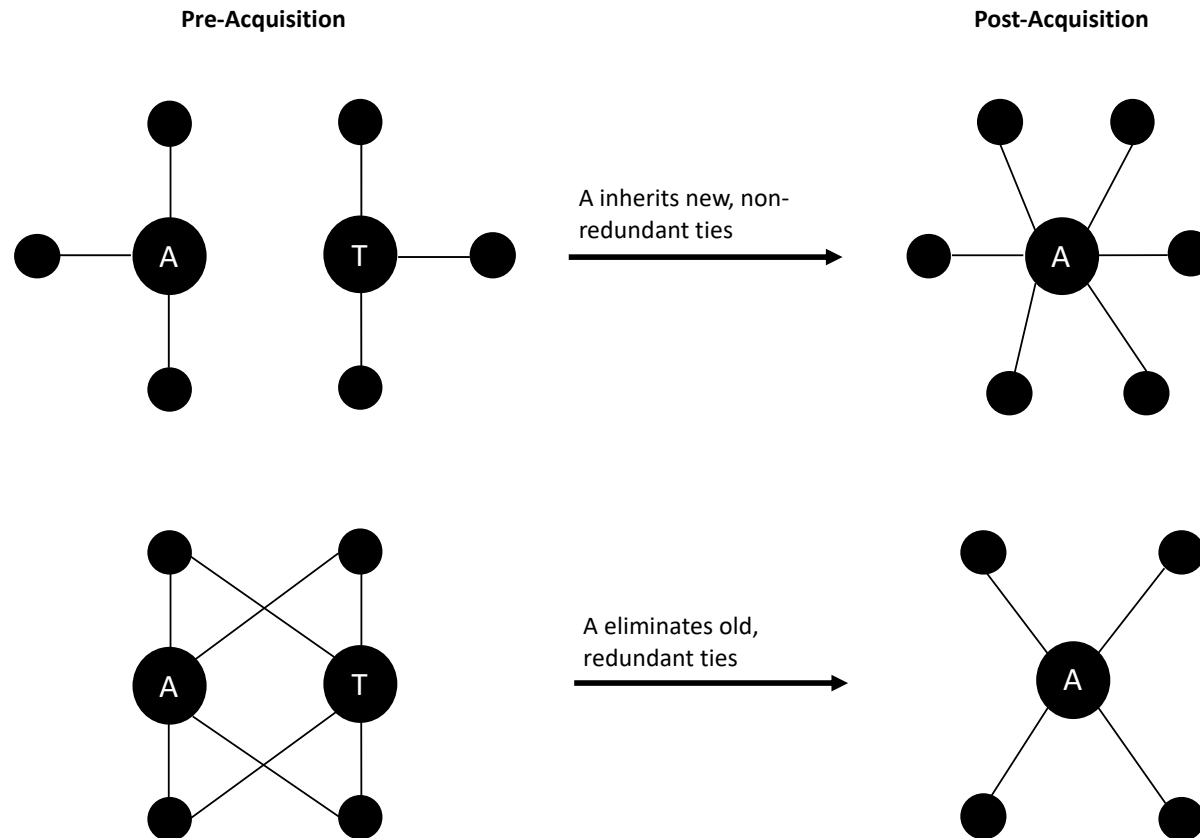 Pre-Acquisition
Post-Acquisition
A
T
A inherits new, non-
redundant ties
A
A
T
A eliminates old,
redundant ties
A